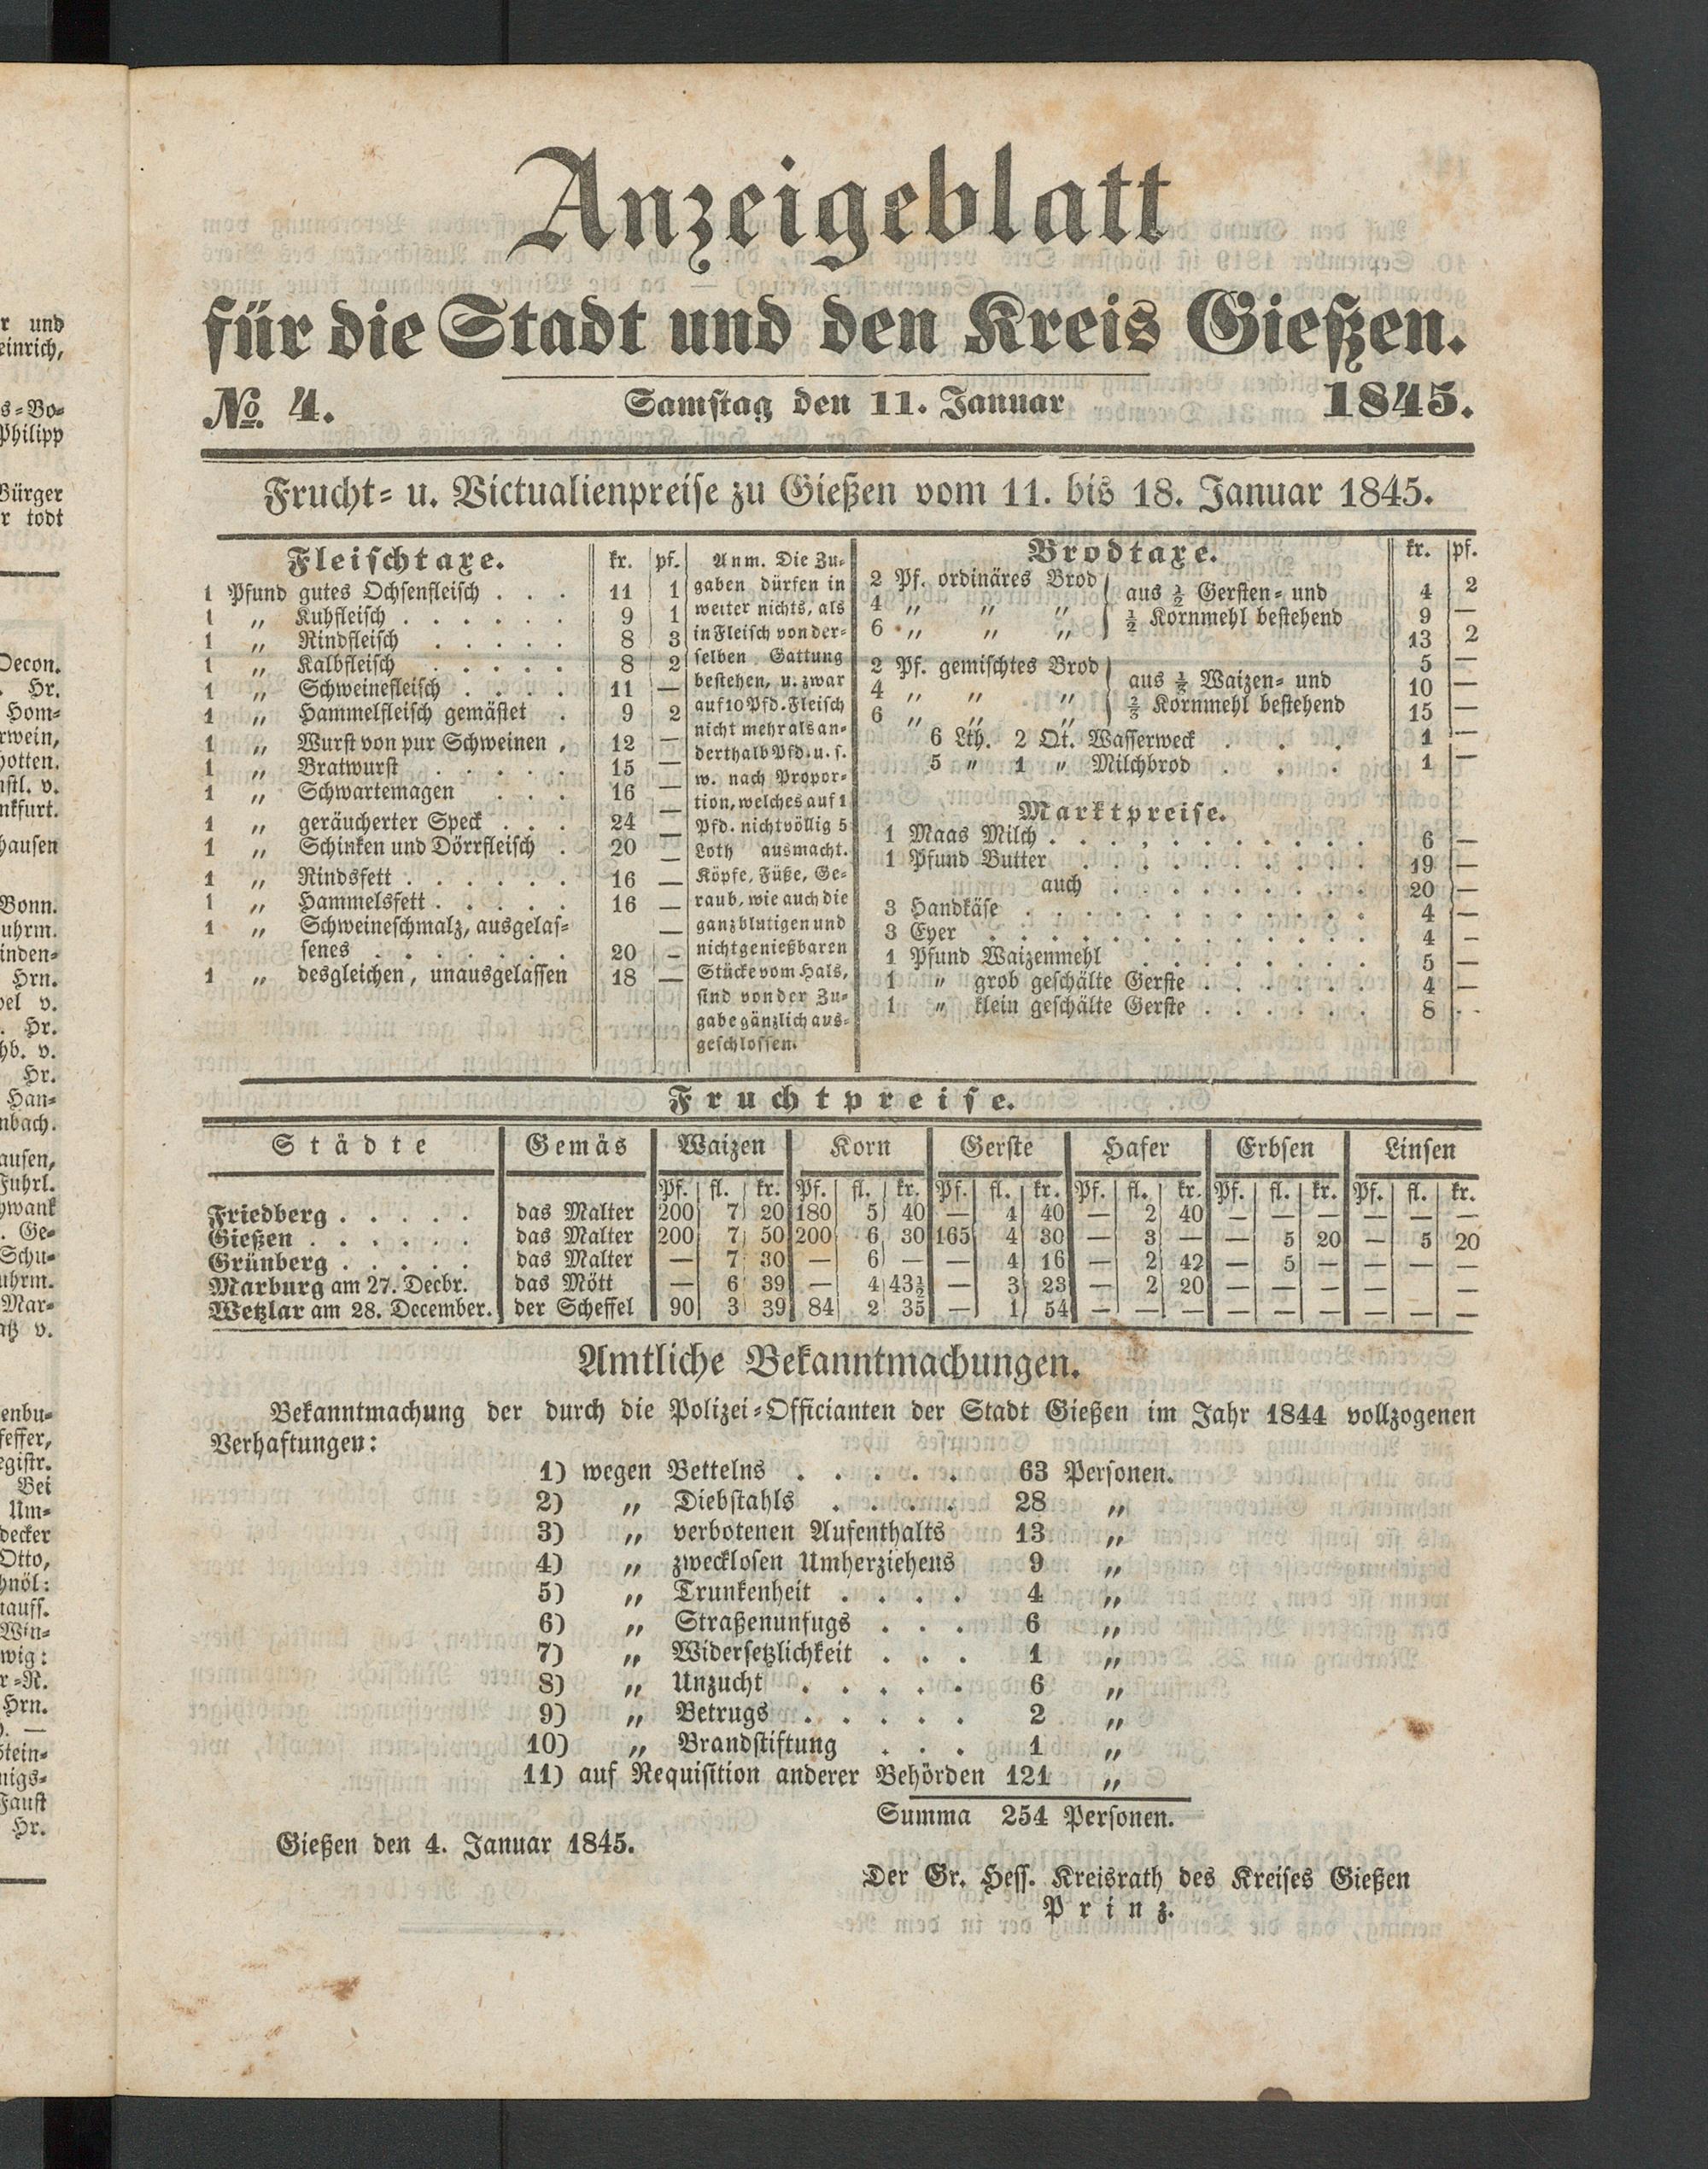 Anzeigeblatt
für die Stadt und den Kreis Gießen.
No. 4. Samstag den 11. Januar 1845.
Frucht- u. Victualienpreise zu Gießen vom 11. bis 18. Januar 1845.
Fleischtaxe. kr. pf.
1 Pfund gutes Ochsenfleisch . . . 11 1
1 „ Kuhfleisch . . . . . . 9 1
1 „ Rindfleisch . . . . . 8 3
1 „ Kalbfleisch . . . . . 8 2
1 „ Schweinefleisch . . . . 11 —
1 „ Hammelfleisch gemästet . 9 2
1 „ Wurst von pur Schweinen , 12 —
1 „ Bratwurst . . . . . 15 —
1 „ Schwartemagen . . . 16 —
1 „ geräucherter Speck . . . 24 —
1 „ Schinken und Dörrfleisch . 20 —
1 „ Rindsfett . . . . . . 16 —
1 „ Hammelsfett . . . . . 16 —
1 „ Schweineschmalz, ausgelas-
senes . . . . . . . 20 —
1 „ desgleichen, unausgelassen 18 —
Anm. Die Zu-
gaben dürfen in
weiter nichts, als
in Fleisch von der-
selben Gattung
bestehen, u. zwar
auf 10 Pfd. Fleisch
nicht mehr als an-
derthalb Pfd. u. s.
w. nach Propor-
tion, welches auf 1
Pfd. nicht völlig 5
Loth ausmacht.
Köpfe, Füße, Ge-
raub, wie auch die
ganz blutigen und
nicht genießbaren
Stücke vom Hals,
sind von der Zu-
gabe gänzlich aus-
geschlossen.
Brodtaxe. kr. pf.
2 Pf. ordinäres Brod aus ½ Gersten- und 4 2
4 „ „ „ ½ Kornmehl bestehend 9 —
6 „ „ „ 13 2
2 Pf. gemischtes Brod aus ⅓ Waizen- und 5 —
4 „ „ „ ⅔ Kornmehl bestehend 10 —
6 „ „ „ 15 —
6 Lth. 2 Qt. Wasserweck . . . 1 —
5 „ 1 „ Milchbrod . . . 1 —
Marktpreise.
1 Maas Milch . . . . . . . . . . 6 —
1 Pfund Butter . . . . . . . . . 19 —
auch . . . . . . . . 20 —
3 Handkäse . . . . . . . . . . . 4 —
3 Eyer . . . . . . . . . . . . 4 —
1 Pfund Waizenmehl . . . . . . . . 5 —
1 „ grob geschälte Gerste . . . . . . 4 —
1 „ klein geschälte Gerste . . . . . . 8 - -
Fruchtpreise.
Städte Gemäs Waizen Korn Gerste Hafer Erbsen Linsen
Pf. fl. kr. Pf. fl. kr. Pf. fl. kr. Pf. fl. kr. Pf. fl. kr. Pf. fl. kr.
Friedberg . . . . . das Malter 200 7 20 180 5 40 — 4 40 — 2 40 — — — — — —
Gießen . . . . . . das Malter 200 7 50 200 6 30 165 4 30 — 3 — — 5 20 — 5 20
Grünberg . . . . . das Malter — 7 30 — 6 — — 4 16 — 2 42 — 5 — — — —
Marburg am 27. Decbr. das Mött — 6 39 — 4 43½ — 3 23 — 2 20 — — — — — —
Wetzlar am 28. December. der Scheffel 90 3 39 84 2 35 — 1 54 — — — — — — — — —
Amtliche Bekanntmachungen.
Bekanntmachung der durch die Polizei-Officianten der Stadt Gießen im Jahr 1844 vollzogenen
Verhaftungen:
1) wegen Bettelns . . . . . 63 Personen.
2) „ Diebstahls . . . . 28 „
3) „ verbotenen Aufenthalts 13 „
4) „ zwecklosen Umherziehens 9 „
5) „ Trunkenheit . . . . 4 „
6) „ Straßenunfugs . . . 6 „
7) „ Widersetzlichkeit . . . 1 „
8) „ Unzucht . . . . . 6 „
9) „ Betrugs . . . . . 2 „
10) „ Brandstiftung . . . 1 „
11) auf Requisition anderer Behörden 121 „
Summa 254 Personen.
Gießen den 4. Januar 1845.
Der Gr. Hess. Kreisrath des Kreises Gießen
Prinz.